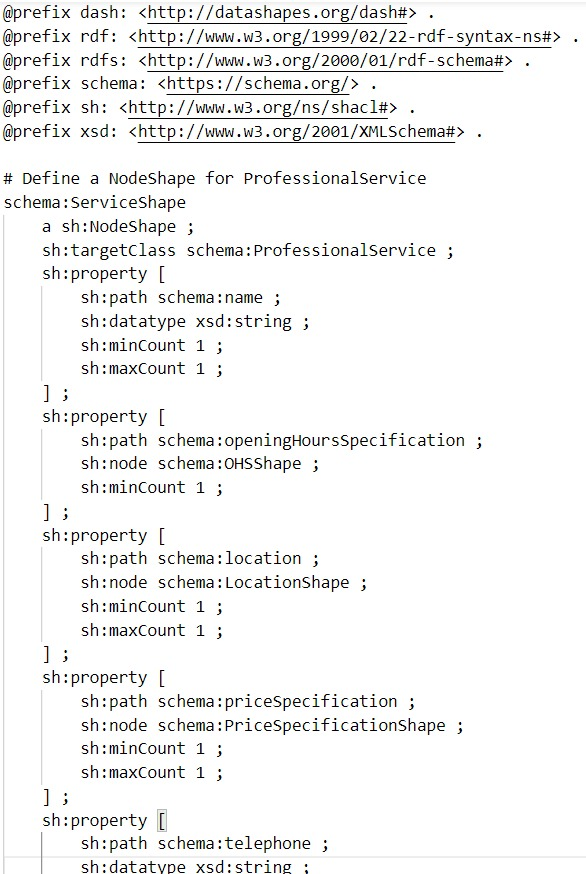 @prefix dash: <http://datashapes.org/dash#> .
@prefix rdf: <http://www.w3.org/1999/02/22-rdf-syntax-ns#> .
@prefix rdfs: <http://www.w3.org/2000/01/rdf-schema#> .
@prefix schema: <https://schema.org/> .
@prefix sh: <http://www.w3.org/ns/shacl#> .
@prefix xsd: <http://www.w3.org/2001/XMLSchema#> .

# Define a NodeShape for ProfessionalService
schema:ServiceShape
    a sh:NodeShape ;
    sh:targetClass schema:ProfessionalService ;
    sh:property [
        sh:path schema:name ;
        sh:datatype xsd:string ;
        sh:minCount 1 ;
        sh:maxCount 1 ;
    ] ;
    sh:property [
        sh:path schema:openingHoursSpecification ;
        sh:node schema:OHSShape ;
        sh:minCount 1 ;
    ] ;
    sh:property [
        sh:path schema:location ;
        sh:node schema:LocationShape ;
        sh:minCount 1 ;
        sh:maxCount 1 ;
    ] ;
    sh:property [
        sh:path schema:priceSpecification ;
        sh:node schema:PriceSpecificationShape ;
        sh:minCount 1 ;
        sh:maxCount 1 ;
    ] ;
    sh:property [
        sh:path schema:telephone ;
        sh:datatype xsd:string ;